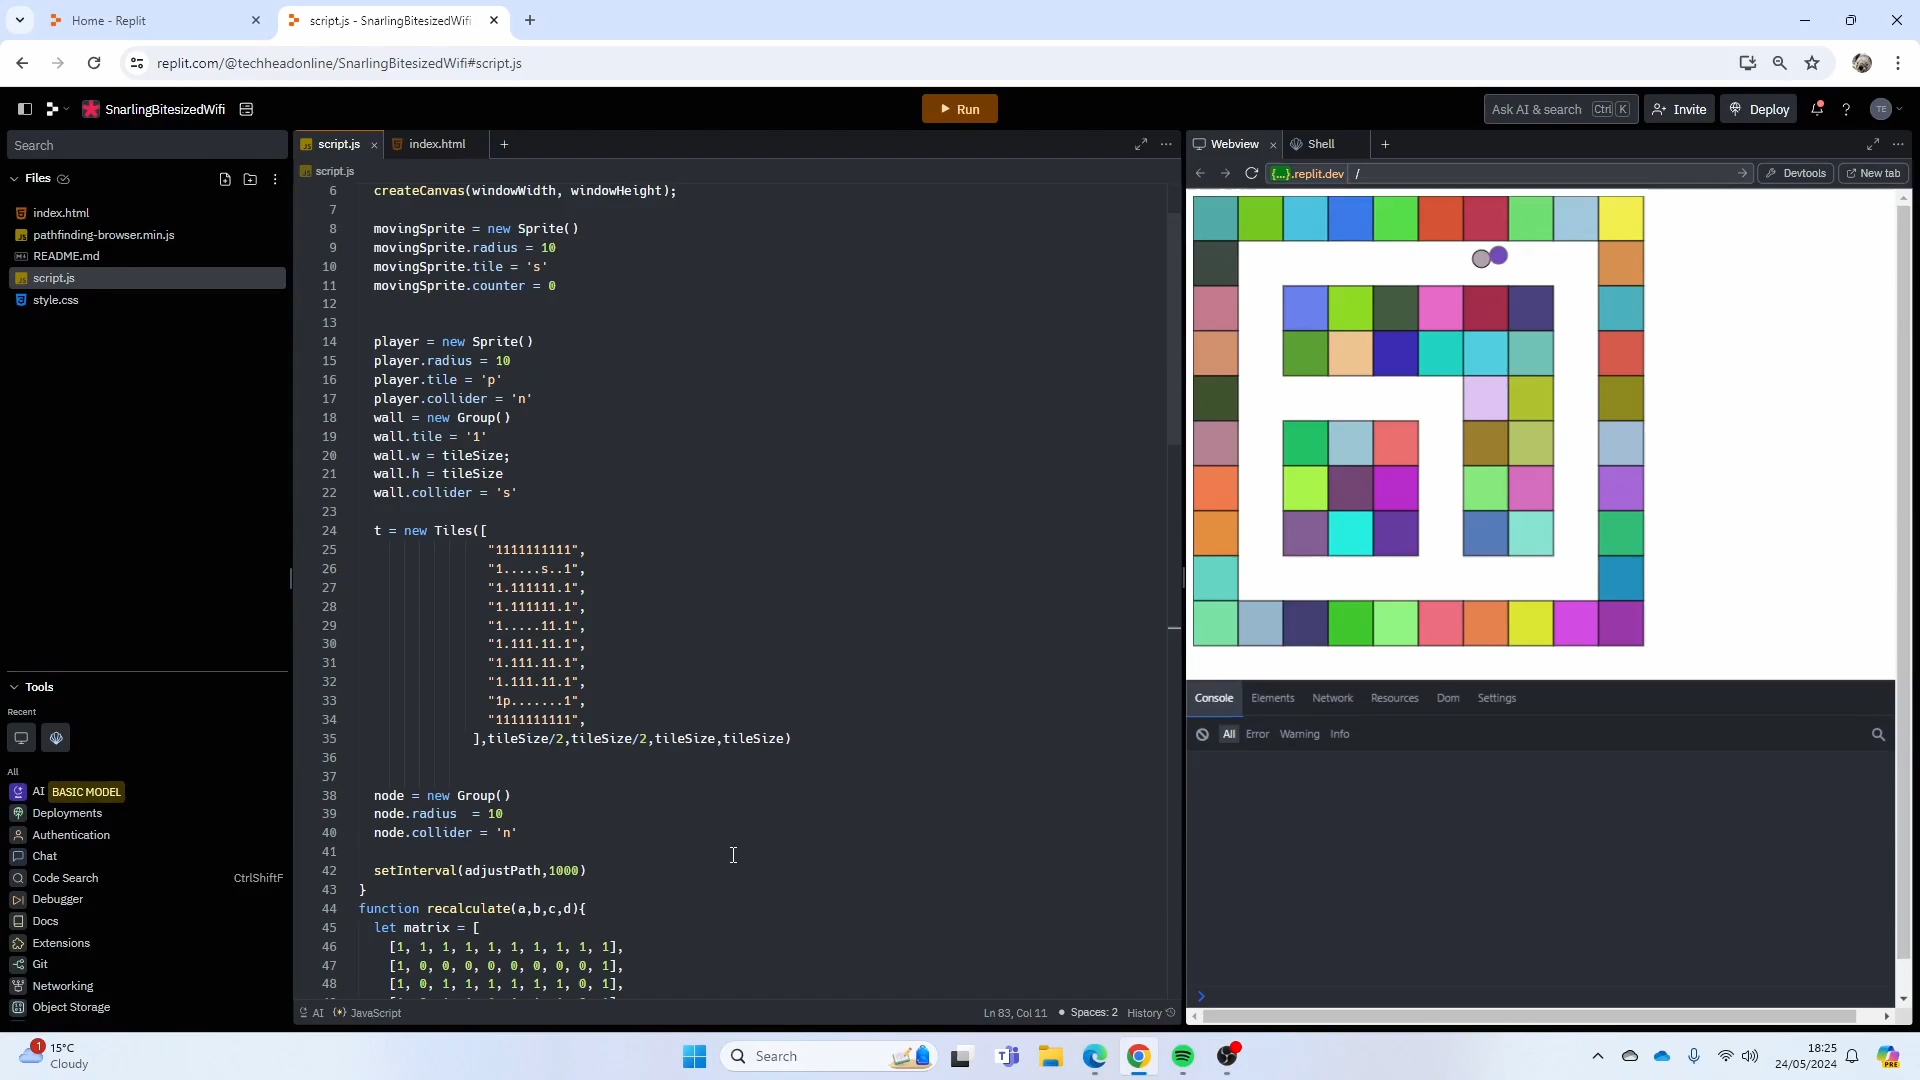 Home - Replit
script.js - SnarlingBitesizedWifi
replit.com/@techheadonline/SnarlingBitesizedWifi#script.js
SnarlingBitesizedWifi
Run
Ask AI & search Ctrl K
Invite
Deploy
TE
Search
Files
index.html
pathfinding-browser.min.js
README.md
script.js
style.css
Tools
Recent
All
AI BASIC MODEL
Deployments
Authentication
Chat
Code Search CtrlShiftF
Debugger
Docs
Extensions
Git
Networking
Object Storage
script.js
index.html
script.js
6 createCanvas(windowWidth, windowHeight);
7
8 movingSprite = new Sprite()
9 movingSprite.radius = 10
10 movingSprite.tile = 's'
11 movingSprite.counter = 0
12
13
14 player = new Sprite()
15 player.radius = 10
16 player.tile = 'p'
17 player.collider = 'n'
18 wall = new Group()
19 wall.tile = '1'
20 wall.w = tileSize;
21 wall.h = tileSize
22 wall.collider = 's'
23
24 t = new Tiles([
25 "1111111111",
26 "1.....s..1",
27 "1.111111.1",
28 "1.111111.1",
29 "1.....11.1",
30 "1.111.11.1",
31 "1.111.11.1",
32 "1.111.11.1",
33 "1p.......1",
34 "1111111111",
35 ],tileSize/2,tileSize/2,tileSize,tileSize)
36
37
38 node = new Group()
39 node.radius  = 10
40 node.collider = 'n'
41
42 setInterval(adjustPath,1000)
43 }
44 function recalculate(a,b,c,d){
45 let matrix = [
46 [1, 1, 1, 1, 1, 1, 1, 1, 1, 1],
47 [1, 0, 0, 0, 0, 0, 0, 0, 0, 1],
48 [1, 0, 1, 1, 1, 1, 1, 1, 0, 1],
AI JavaScript
Ln 83, Col 11 Spaces: 2 History
Webview
Shell
{...}.replit.dev /
Devtools
New tab
Console Elements Network Resources Dom Settings
All Error Warning Info
1
15°C
Cloudy
Search
PRE
18:25
24/05/2024